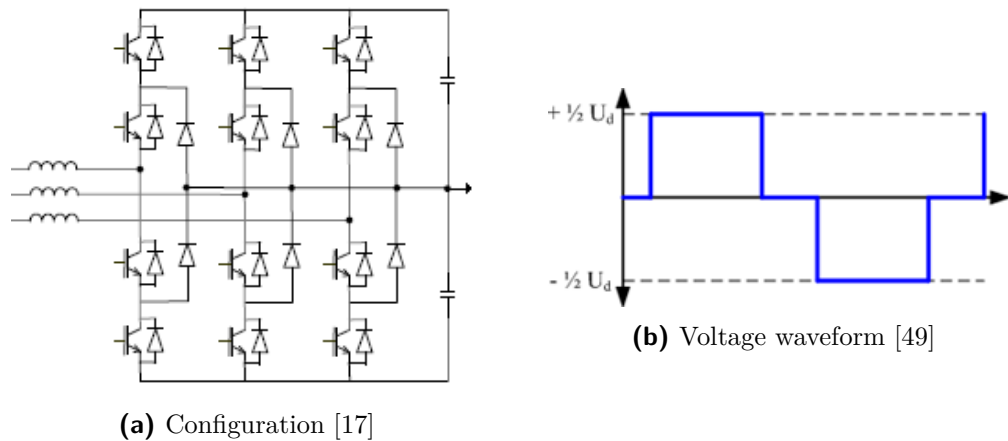 + ½ U_d
- ½ U_d
(b) Voltage waveform [49]
(a) Configuration [17]